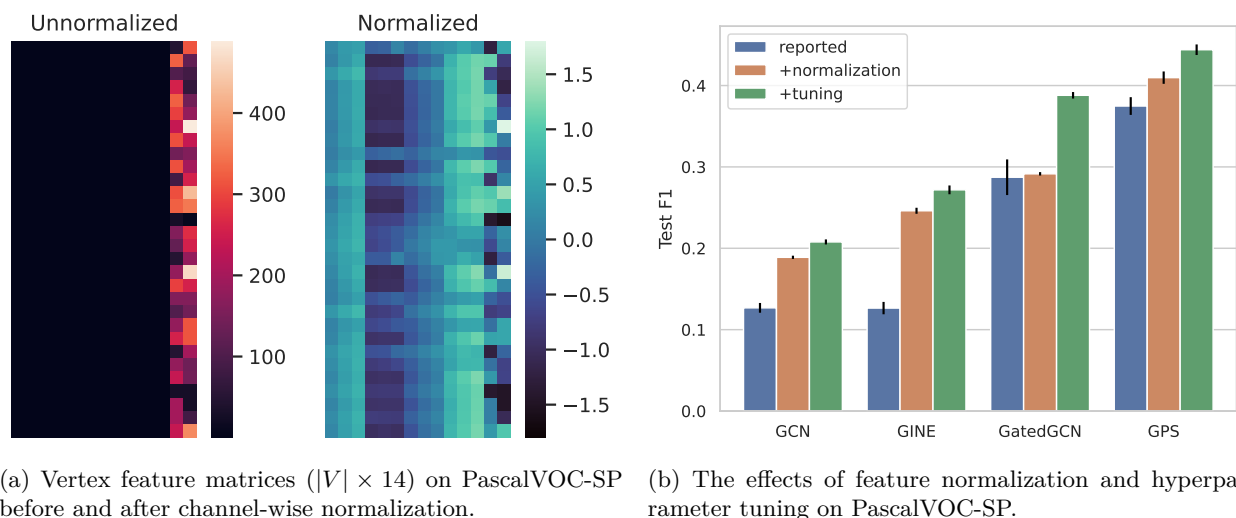 Unnormalized
Normalized
400
300
200
100
1.5
1.0
0.5
0.0
−0.5
−1.0
−1.5
reported
+normalization
+tuning
Test F1
0.4
0.3
0.2
0.1
0.0
GCN
GINE
GatedGCN
GPS
(a) Vertex feature matrices (|V| × 14) on PascalVOC-SP
before and after channel-wise normalization.
(b) The effects of feature normalization and hyperpa
rameter tuning on PascalVOC-SP.